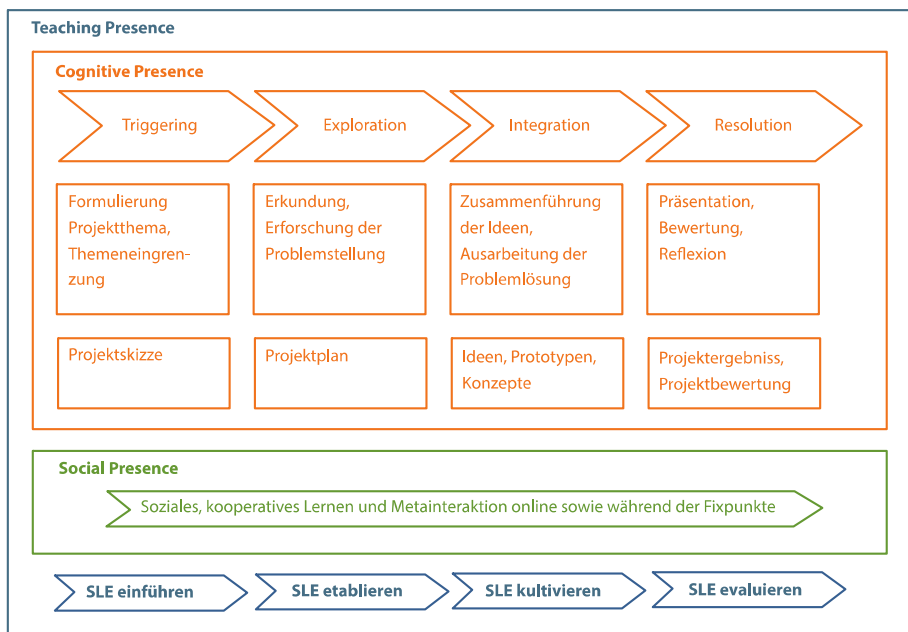 Teaching Presence
Cognitive Presence
Triggering
Exploration
Integration
Resolution
Formulierung
Projektthema,
Themeneingren-
zung
Erkundung,
Erforschung der
Problemstellung
Zusammenführung
der Ideen,
Ausarbeitung der
Problemlösung
Präsentation,
Bewertung,
Reflexion
Projektskizze
Projektplan
Ideen, Prototypen,
Konzepte
Projektergebniss,
Projektbewertung
Social Presence
Soziales, kooperatives Lernen und Metainteraktion online sowie während der Fixpunkte
SLE einführen
SLE etablieren
SLE kultivieren
SLE evaluieren